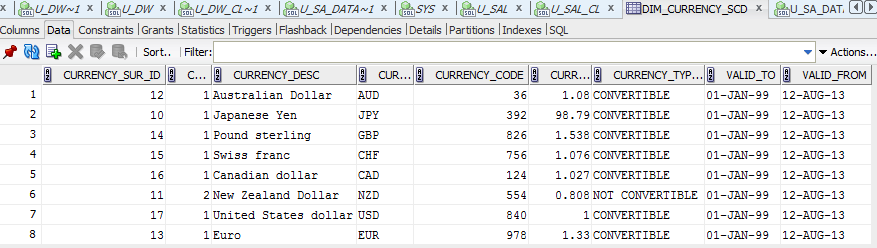 U_DW~1 U_DW U_DW_CL~1 U_SA_DATA~1 SYS U_SAL U_SAL_CL DIM_CURRENCY_SCD U_SA_DATA
Columns Data Constraints Grants Statistics Triggers Flashback Dependencies Details Partitions Indexes SQL
Sort.. Filter: Actions...
CURRENCY_SUR_ID C... CURRENCY_DESC CUR... CURRENCY_CODE CURR... CURRENCY_TYP... VALID_TO VALID_FROM
1 12 1 Australian Dollar AUD 36 1.08 CONVERTIBLE 01-JAN-99 12-AUG-13
2 10 1 Japanese Yen JPY 392 98.79 CONVERTIBLE 01-JAN-99 12-AUG-13
3 14 1 Pound sterling GBP 826 1.538 CONVERTIBLE 01-JAN-99 12-AUG-13
4 15 1 Swiss franc CHF 756 1.076 CONVERTIBLE 01-JAN-99 12-AUG-13
5 16 1 Canadian dollar CAD 124 1.027 CONVERTIBLE 01-JAN-99 12-AUG-13
6 11 2 New Zealand Dollar NZD 554 0.808 NOT CONVERTIBLE 01-JAN-99 12-AUG-13
7 17 1 United States dollar USD 840 1 CONVERTIBLE 01-JAN-99 12-AUG-13
8 13 1 Euro EUR 978 1.33 CONVERTIBLE 01-JAN-99 12-AUG-13